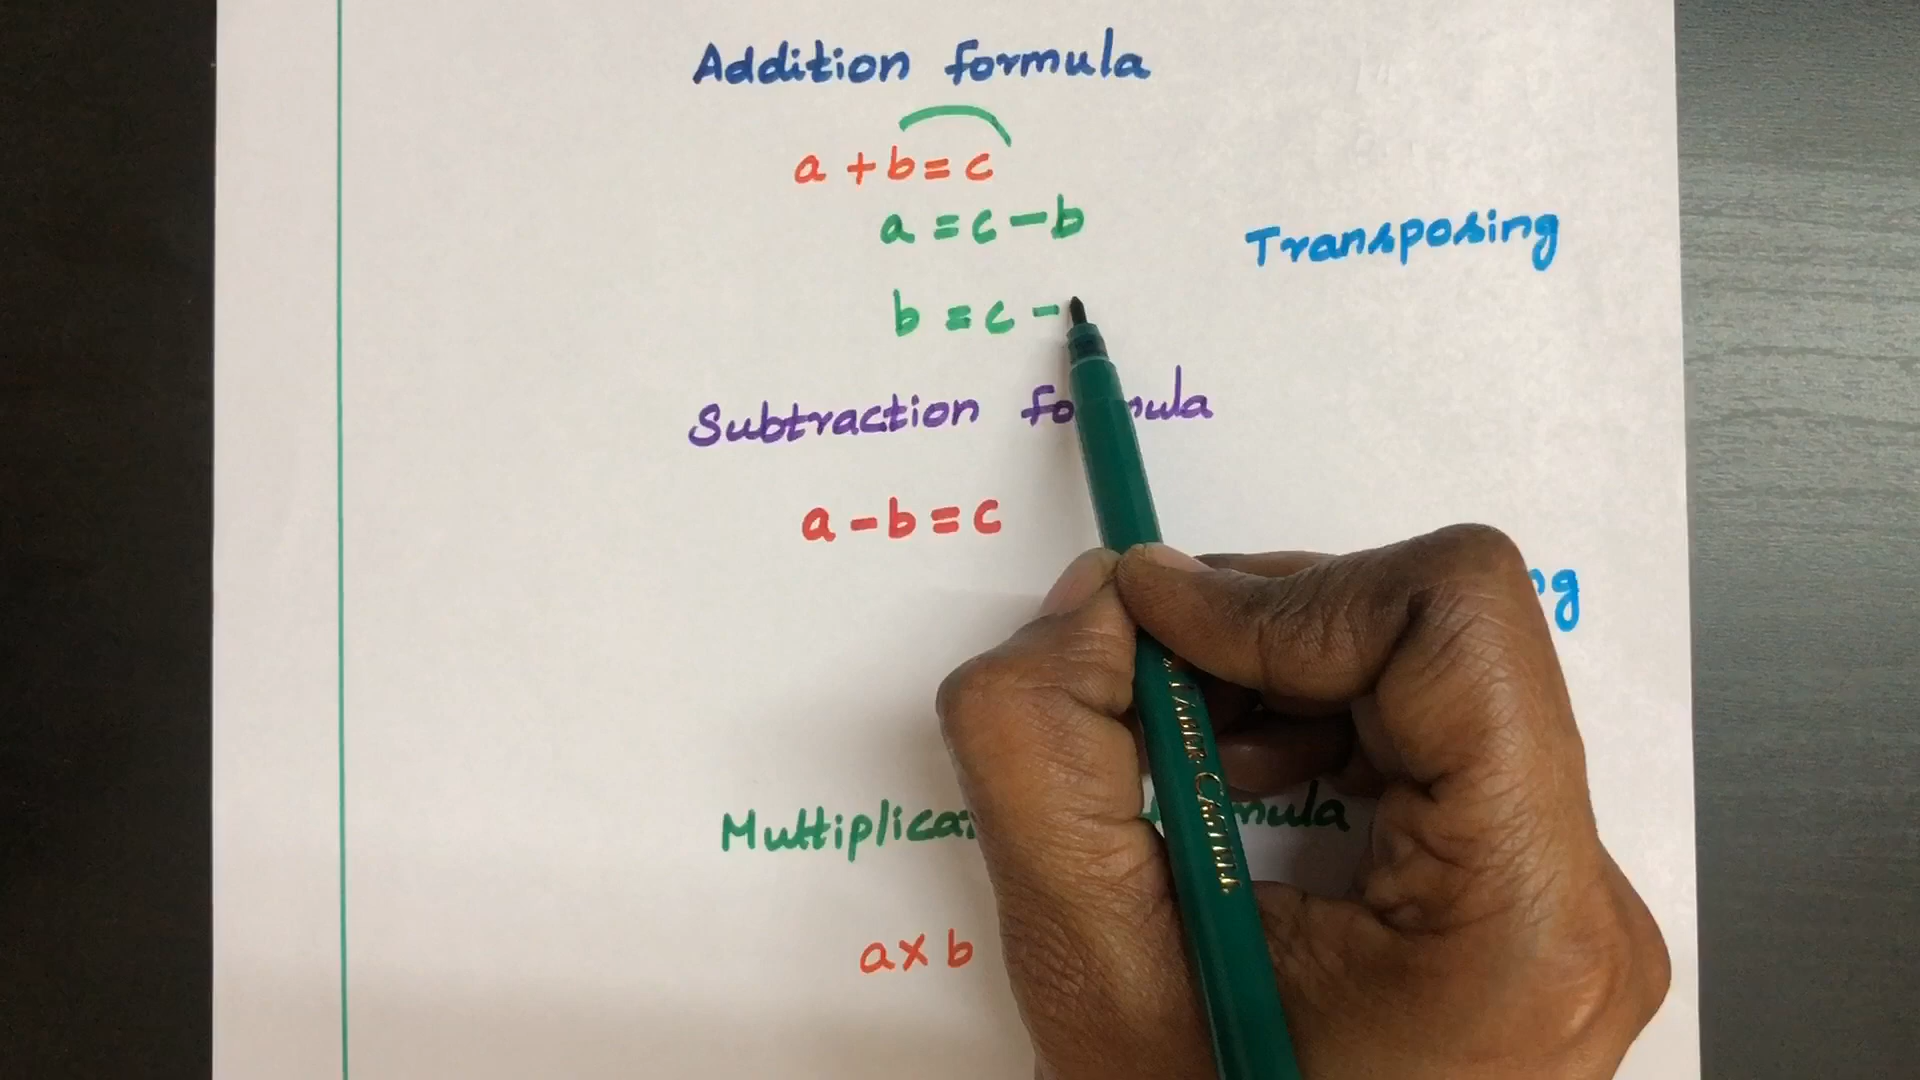 Addition formula
a + b = c
a = c - b
Transposing
b = c -
Subtraction
a - b = c
a x b